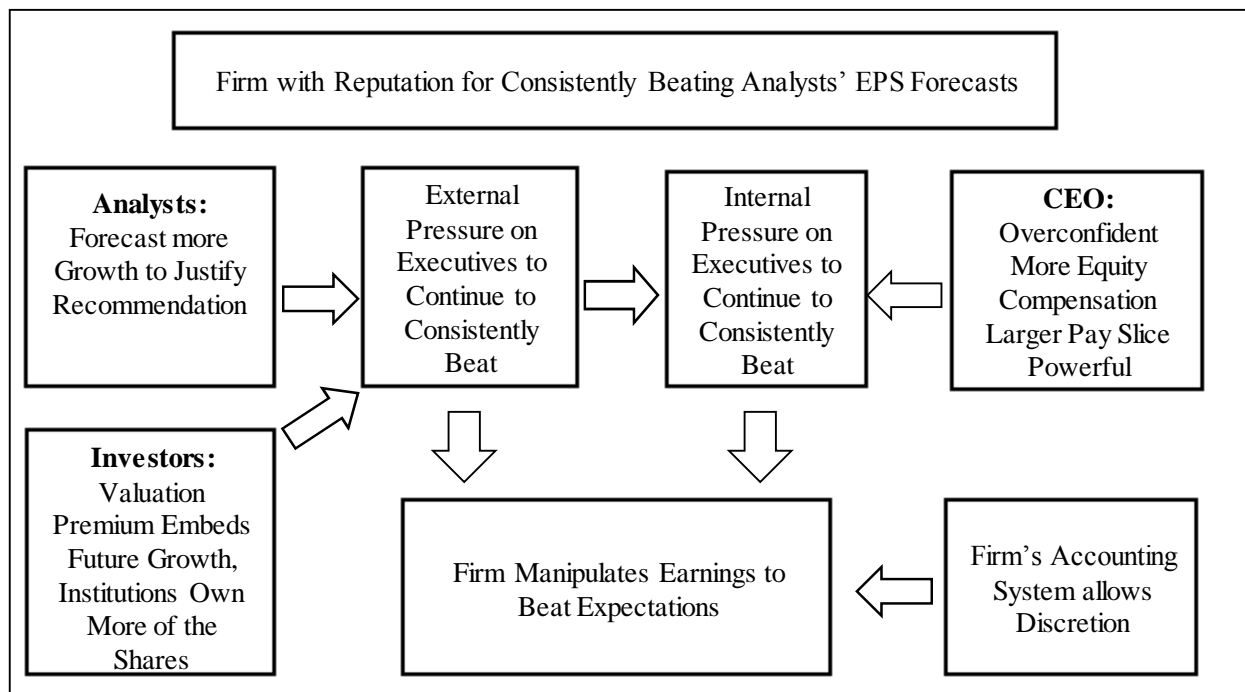 Firm with Reputation for Consistently Beating Analysts’ EPS Forecasts
Analysts:
Forecast more
Growth to Justify
Recommendation
External
Pressure on
Executives to
Continue to
Consistently
Beat
Internal
Pressure on
Executives to
Continue to
Consistently
Beat
CEO:
Overconfident
More Equity
Compensation
Larger Pay Slice
Powerful
Investors:
Valuation
Premium Embeds
Future Growth,
Institutions Own
More of the
Shares
Firm Manipulates Earnings to
Beat Expectations
Firm’s Accounting
System allows
Discretion